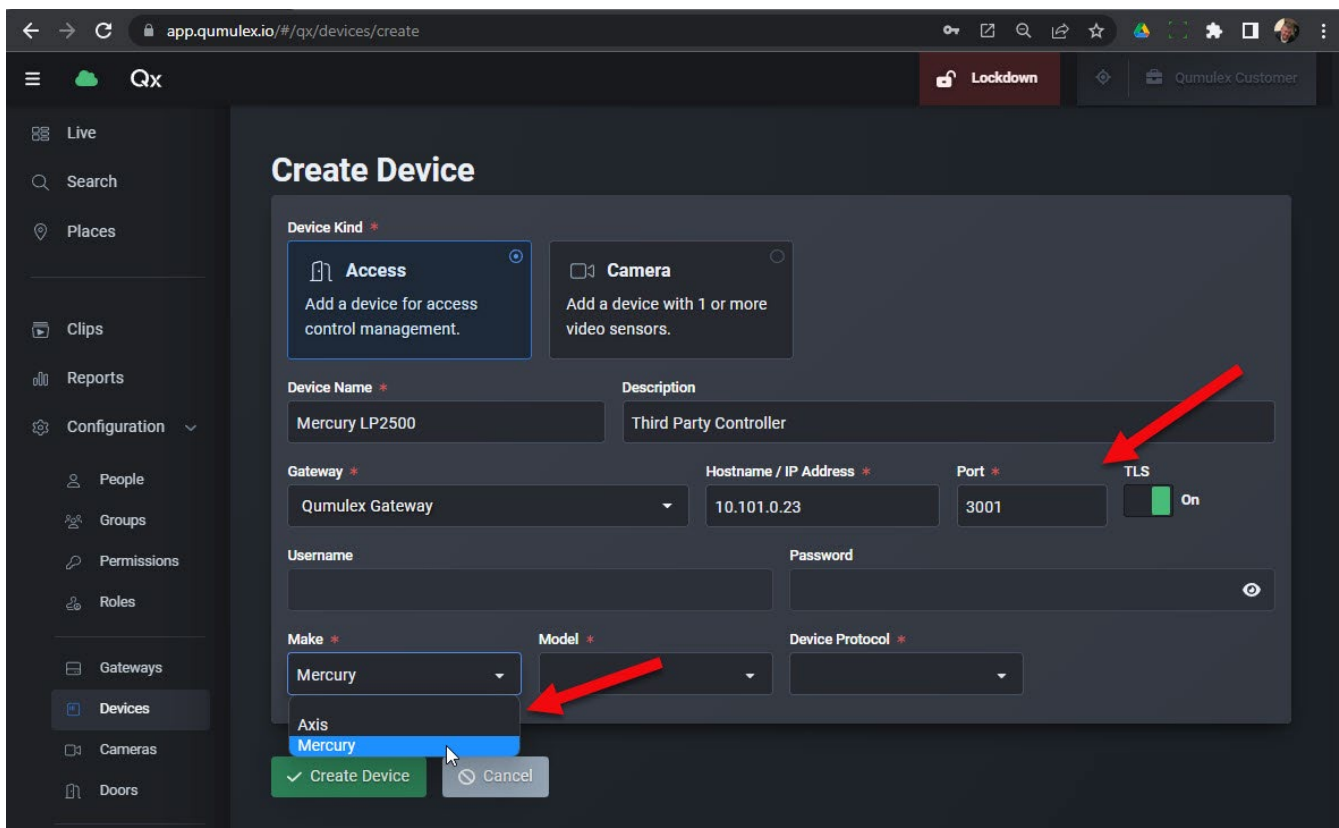 app.qumulex.io/#/qx/devices/create
Qx
Lockdown
Qumulex Customer
Live
Search
Places
Clips
Reports
Configuration
People
Groups
Permissions
Roles
Gateways
Devices
Cameras
Doors
Create Device
Device Kind *
Access
Add a device for access
control management.
Camera
Add a device with 1 or more
video sensors.
Device Name * Description
Mercury LP2500 Third Party Controller
Gateway * Hostname / IP Address * Port * TLS
Qumulex Gateway 10.101.0.23 3001 On
Username Password
Make * Model * Device Protocol *
Mercury
Axis
Mercury
Create Device Cancel